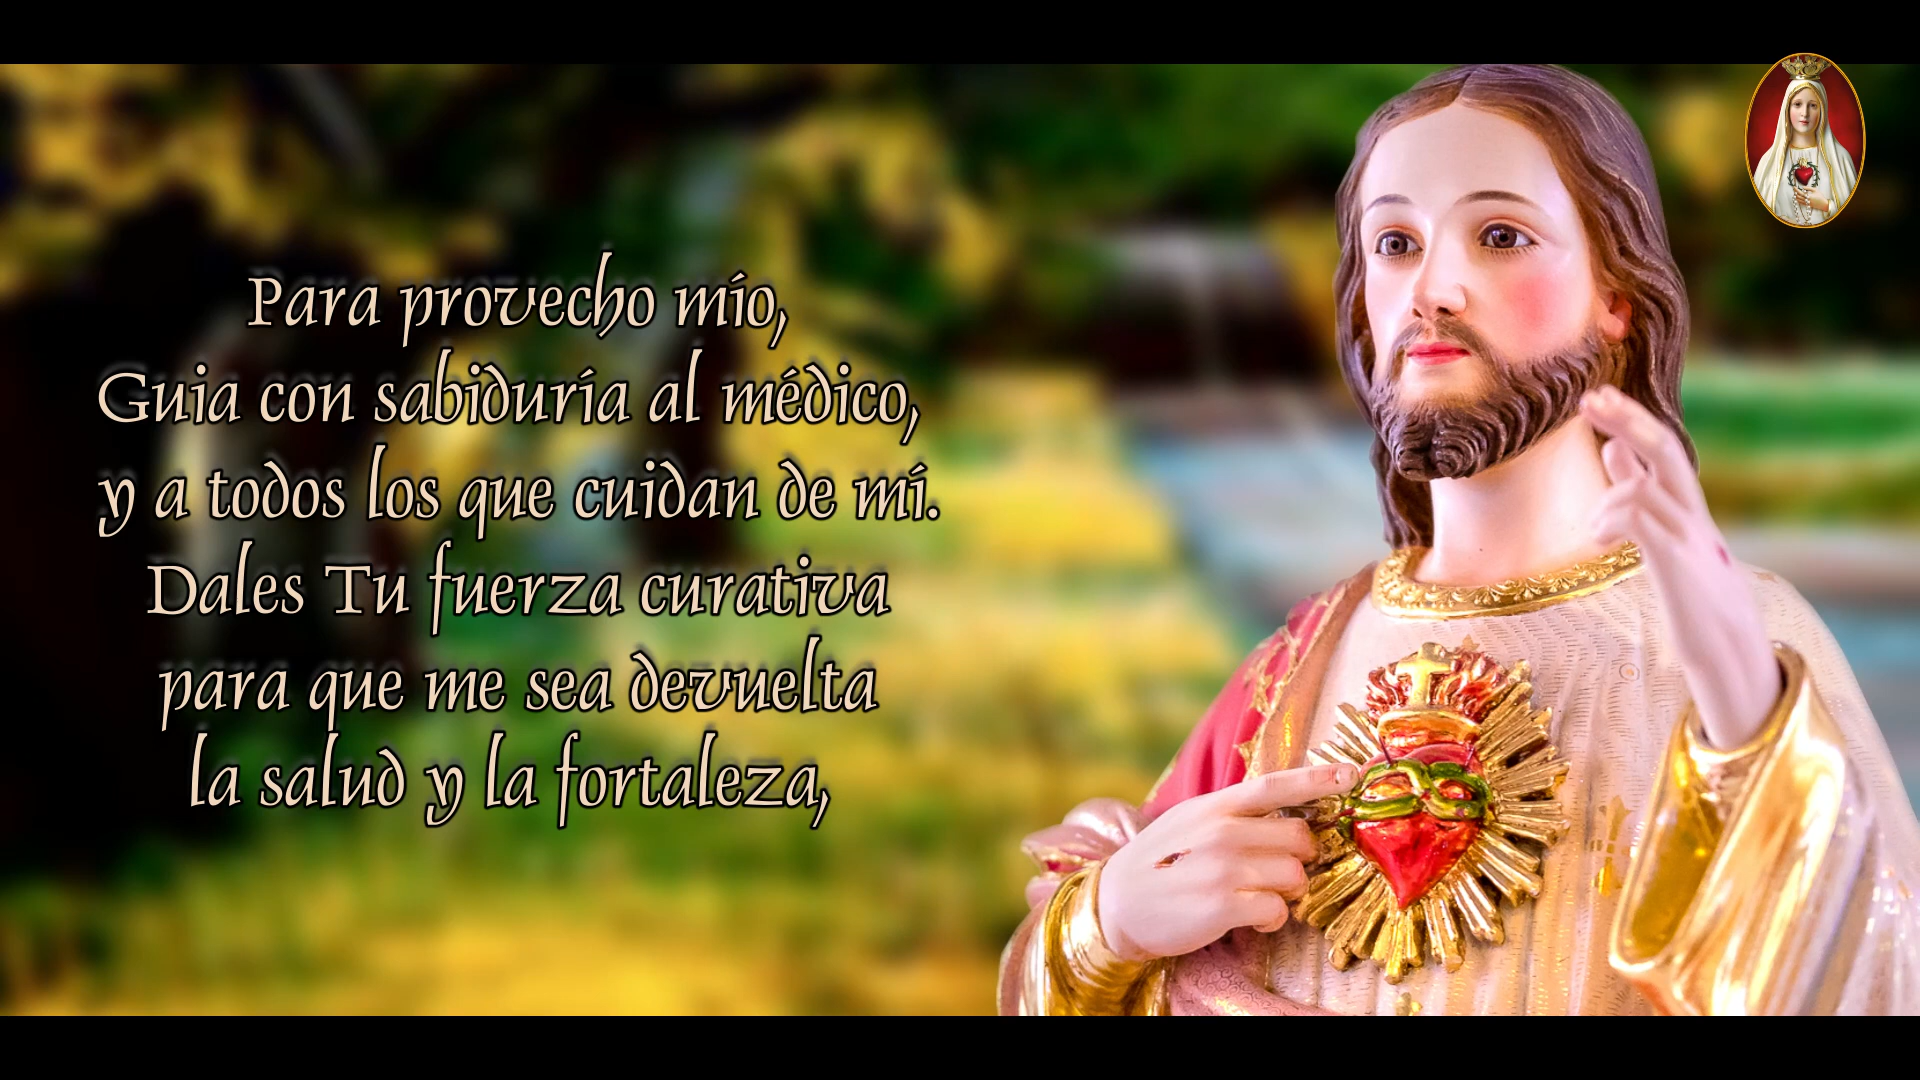 Para provecho mío,
Guia con sabiduría al médico,
y a todos los que cuidan de mí.
Dales Tu fuerza curativa
para que me sea devuelta
la salud y la fortaleza,